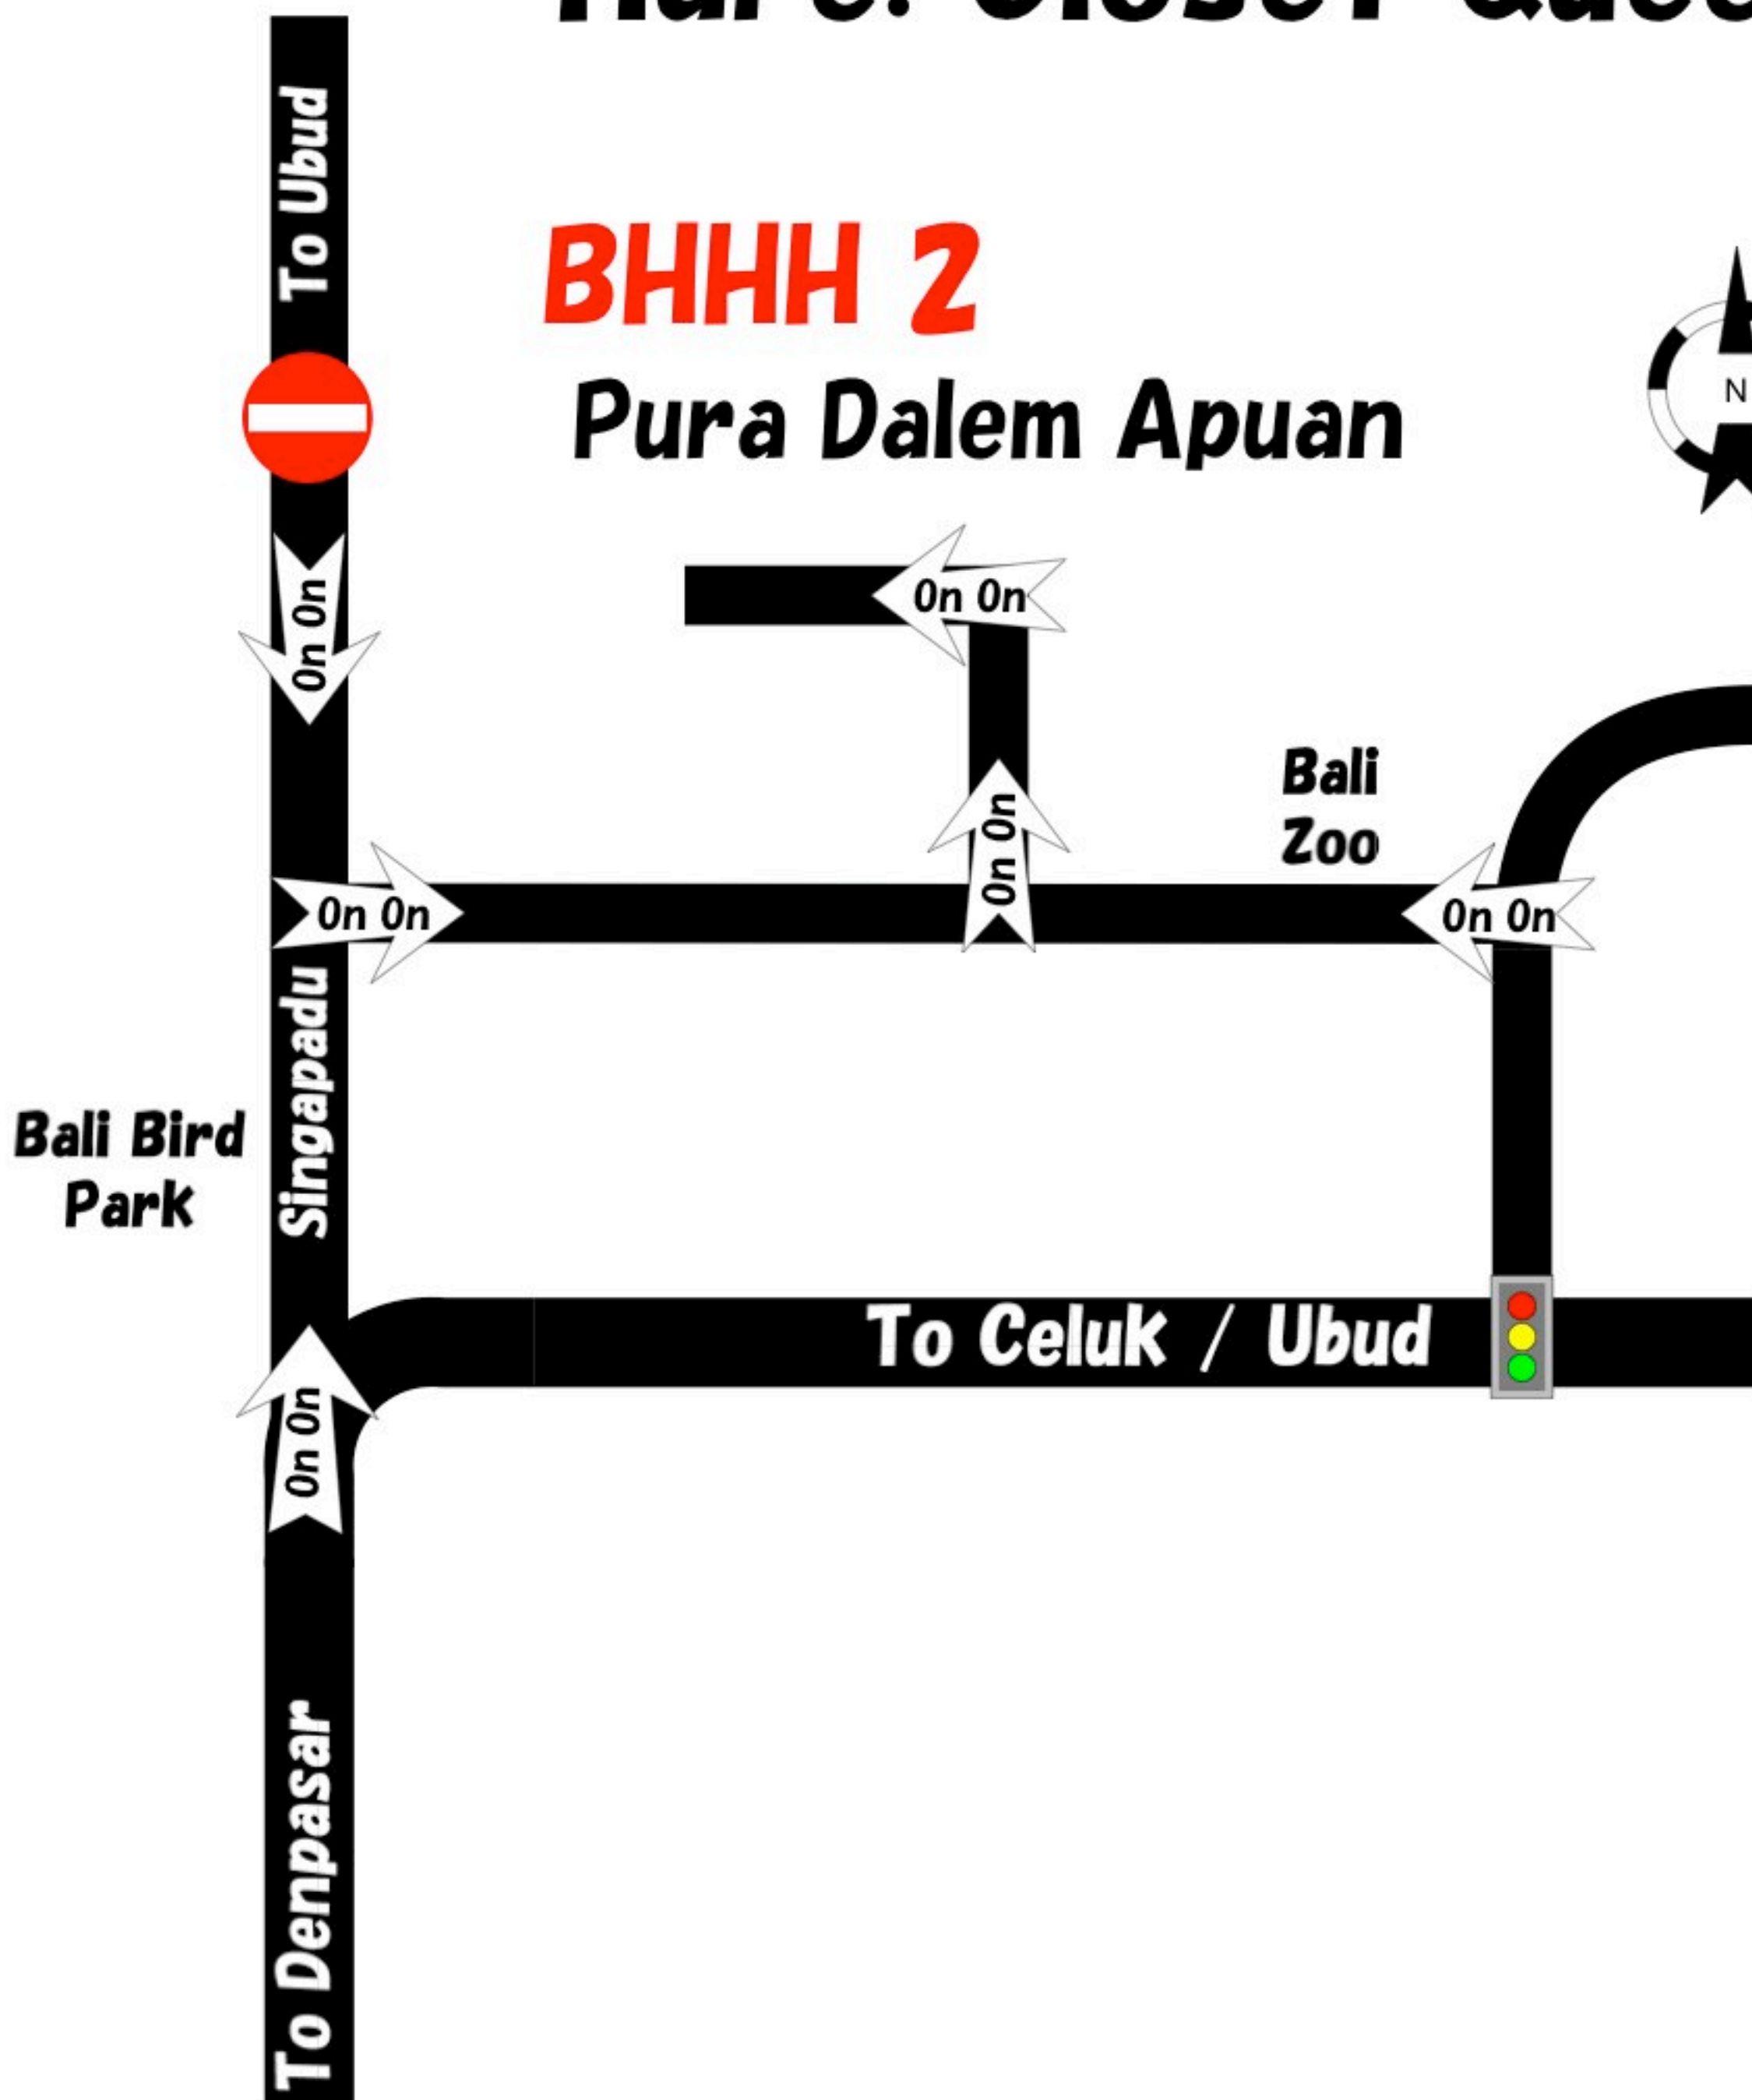 To Ubud
BHHH 2
Pura Dalem Apuan
N
On On
On On
Bali
Zoo
On On
On On
On On
Singapadu
Bali Bird
Park
To Celuk / Ubud
On On
To Denpasar